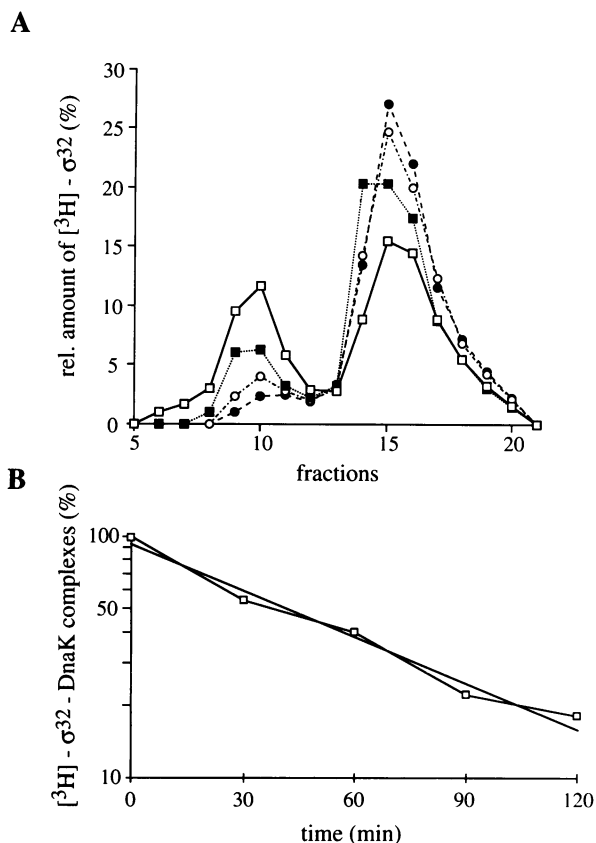 A
rel. amount of [³H] - σ³² (%)
30
25
20
15
10
5
0
5 10 15 20
fractions
B
[³H] - σ³² - DnaK complexes (%)
100
50
10
0 30 60 90 120
time (min)